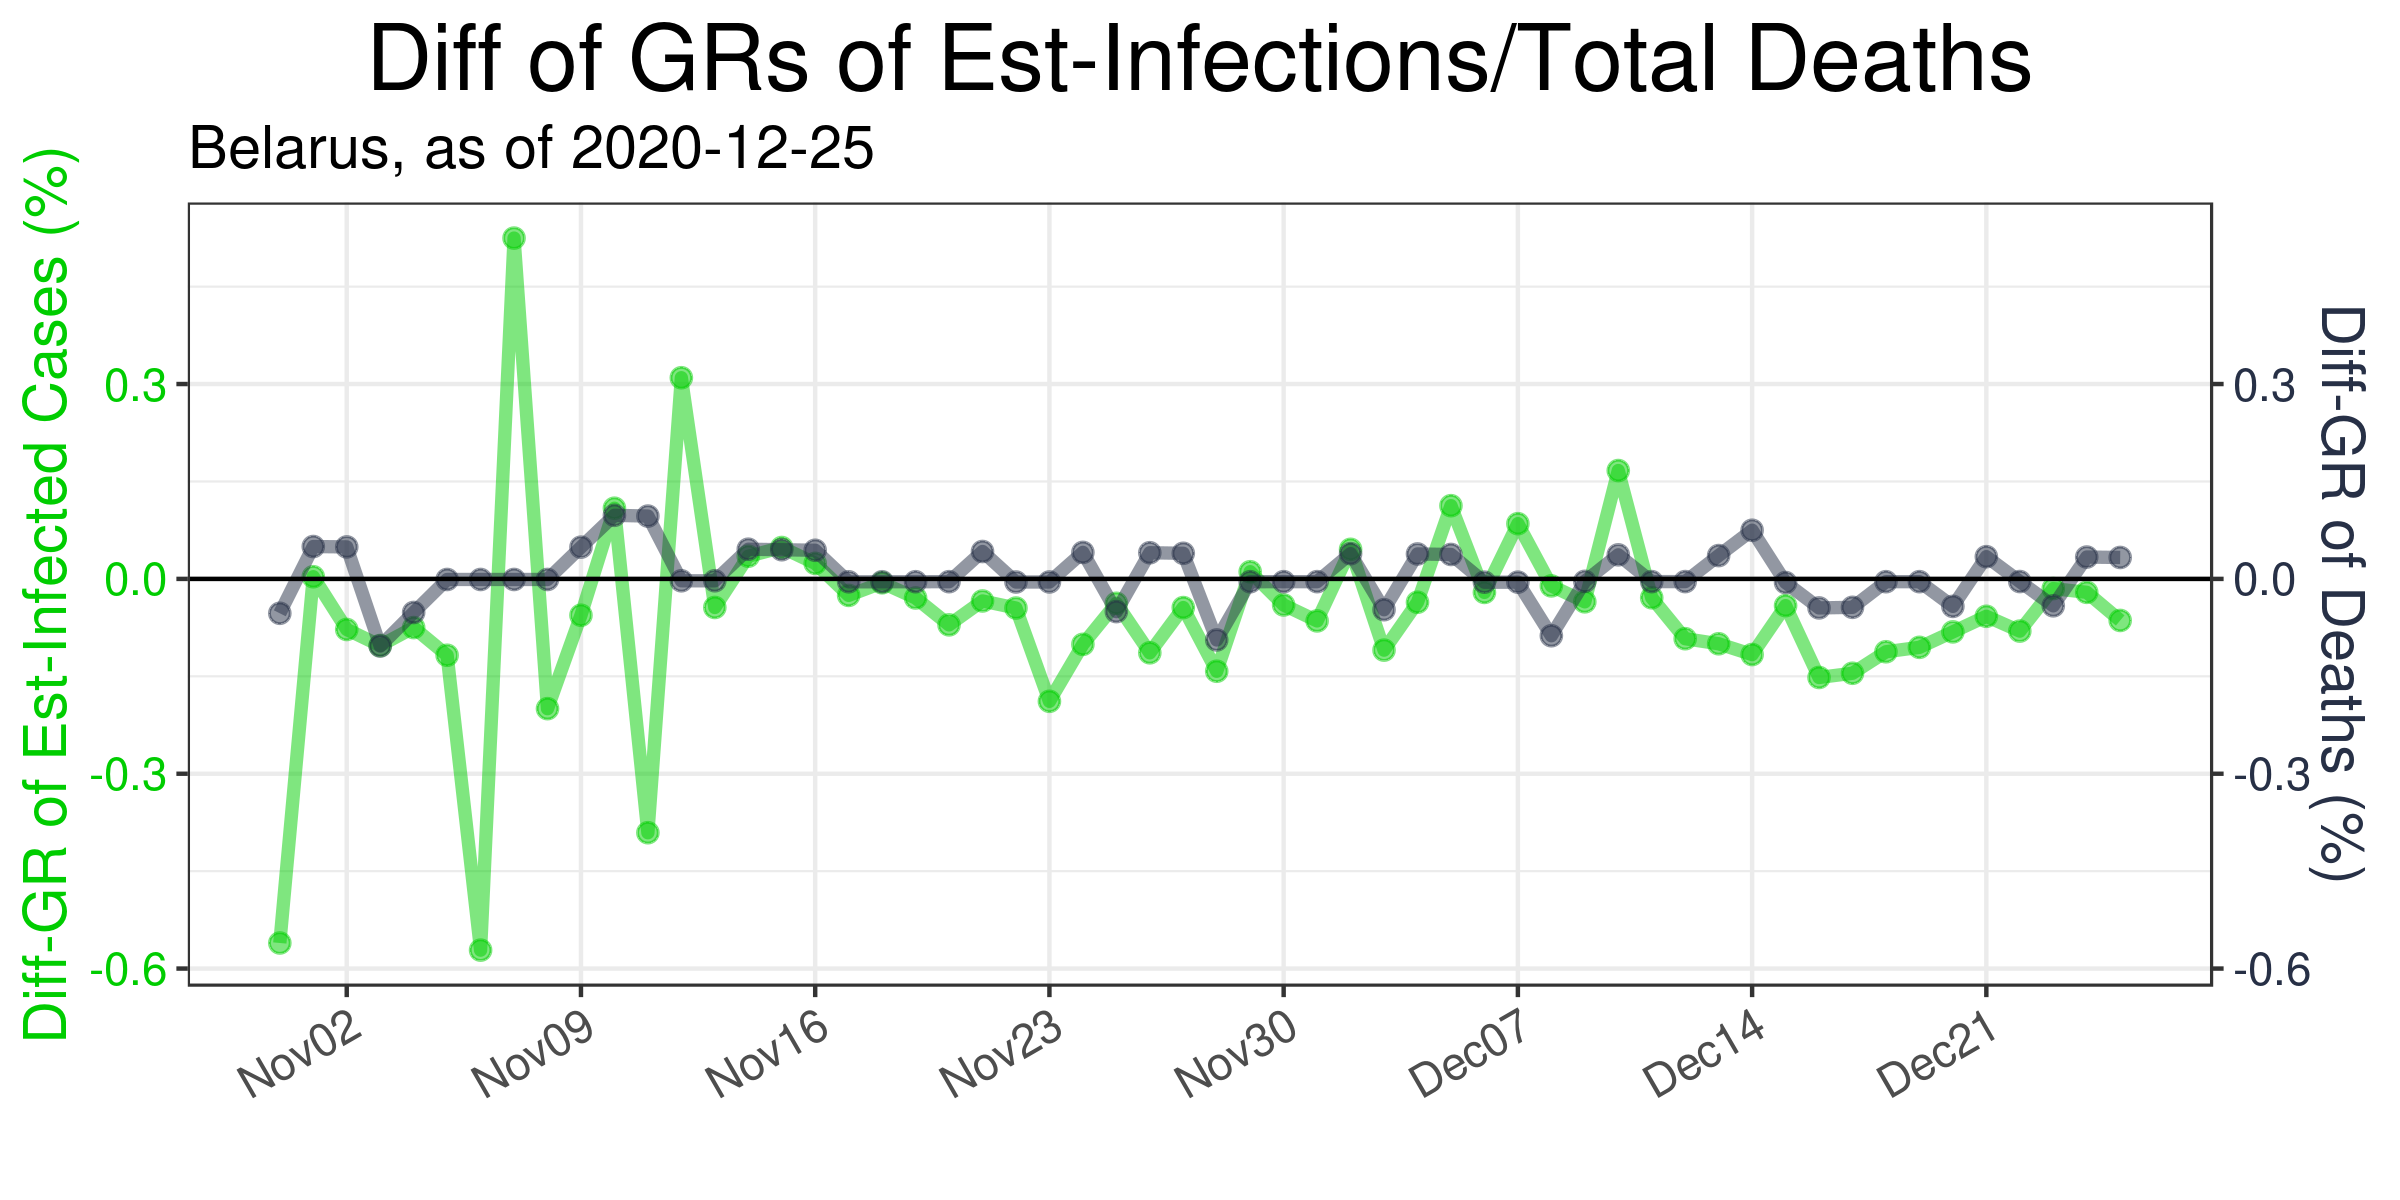 Diff of GRs of Est-Infections/Total Deaths
Belarus, as of 2020-12-25
Diff-GR of Est-Infected Cases (%)
0.3
0.0
-0.3
-0.6
0.3
0.0
-0.3
-0.6
Diff-GR of Deaths (%)
Nov02
Nov09
Nov16
Nov23
Nov30
Dec07
Dec14
Dec21